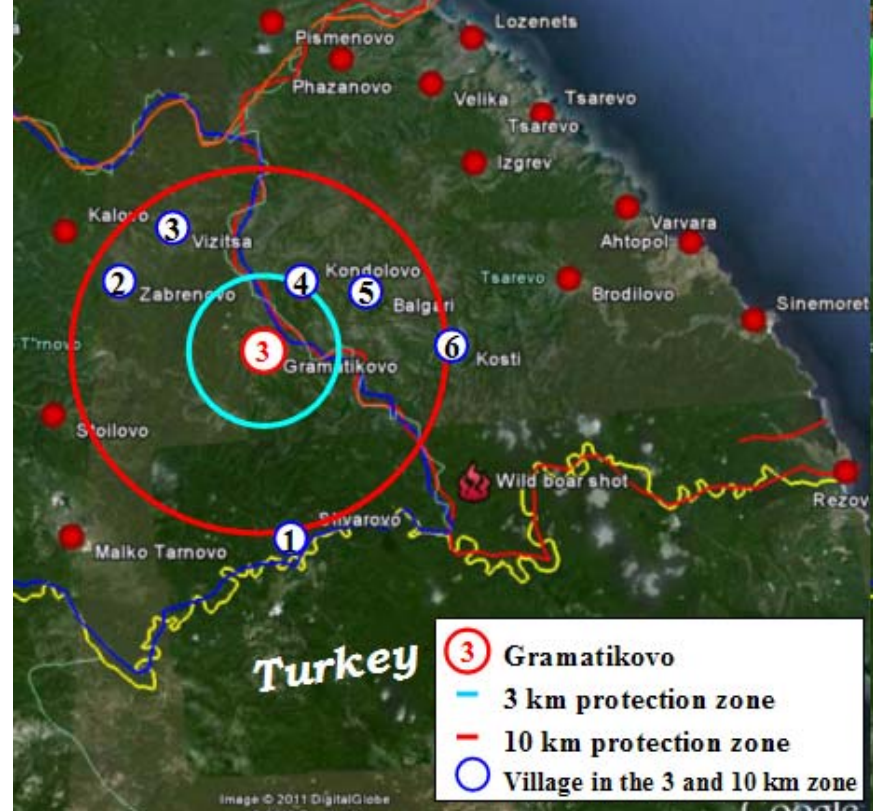 Lozenets
Pismenovo
Phazanovo
Velika
Tsarevo
Tsarevo
Izgrev
Kalovo
3
Vizitsa
Varvara
Ahtopol
2
Zabrenovo
4
Kondolovo
5
Balgari
Tsarevo
Brodilovo
Sinemoret
T"rnovo
3
Gramatikovo
6
Kosti
Stoilovo
Wild boar shot
Rezov
1
Slivarovo
Malko Tarnovo
Turkey
3 Gramatikovo
3 km protection zone
10 km protection zone
Village in the 3 and 10 km zone
Image © 2011 DigitalGlobe